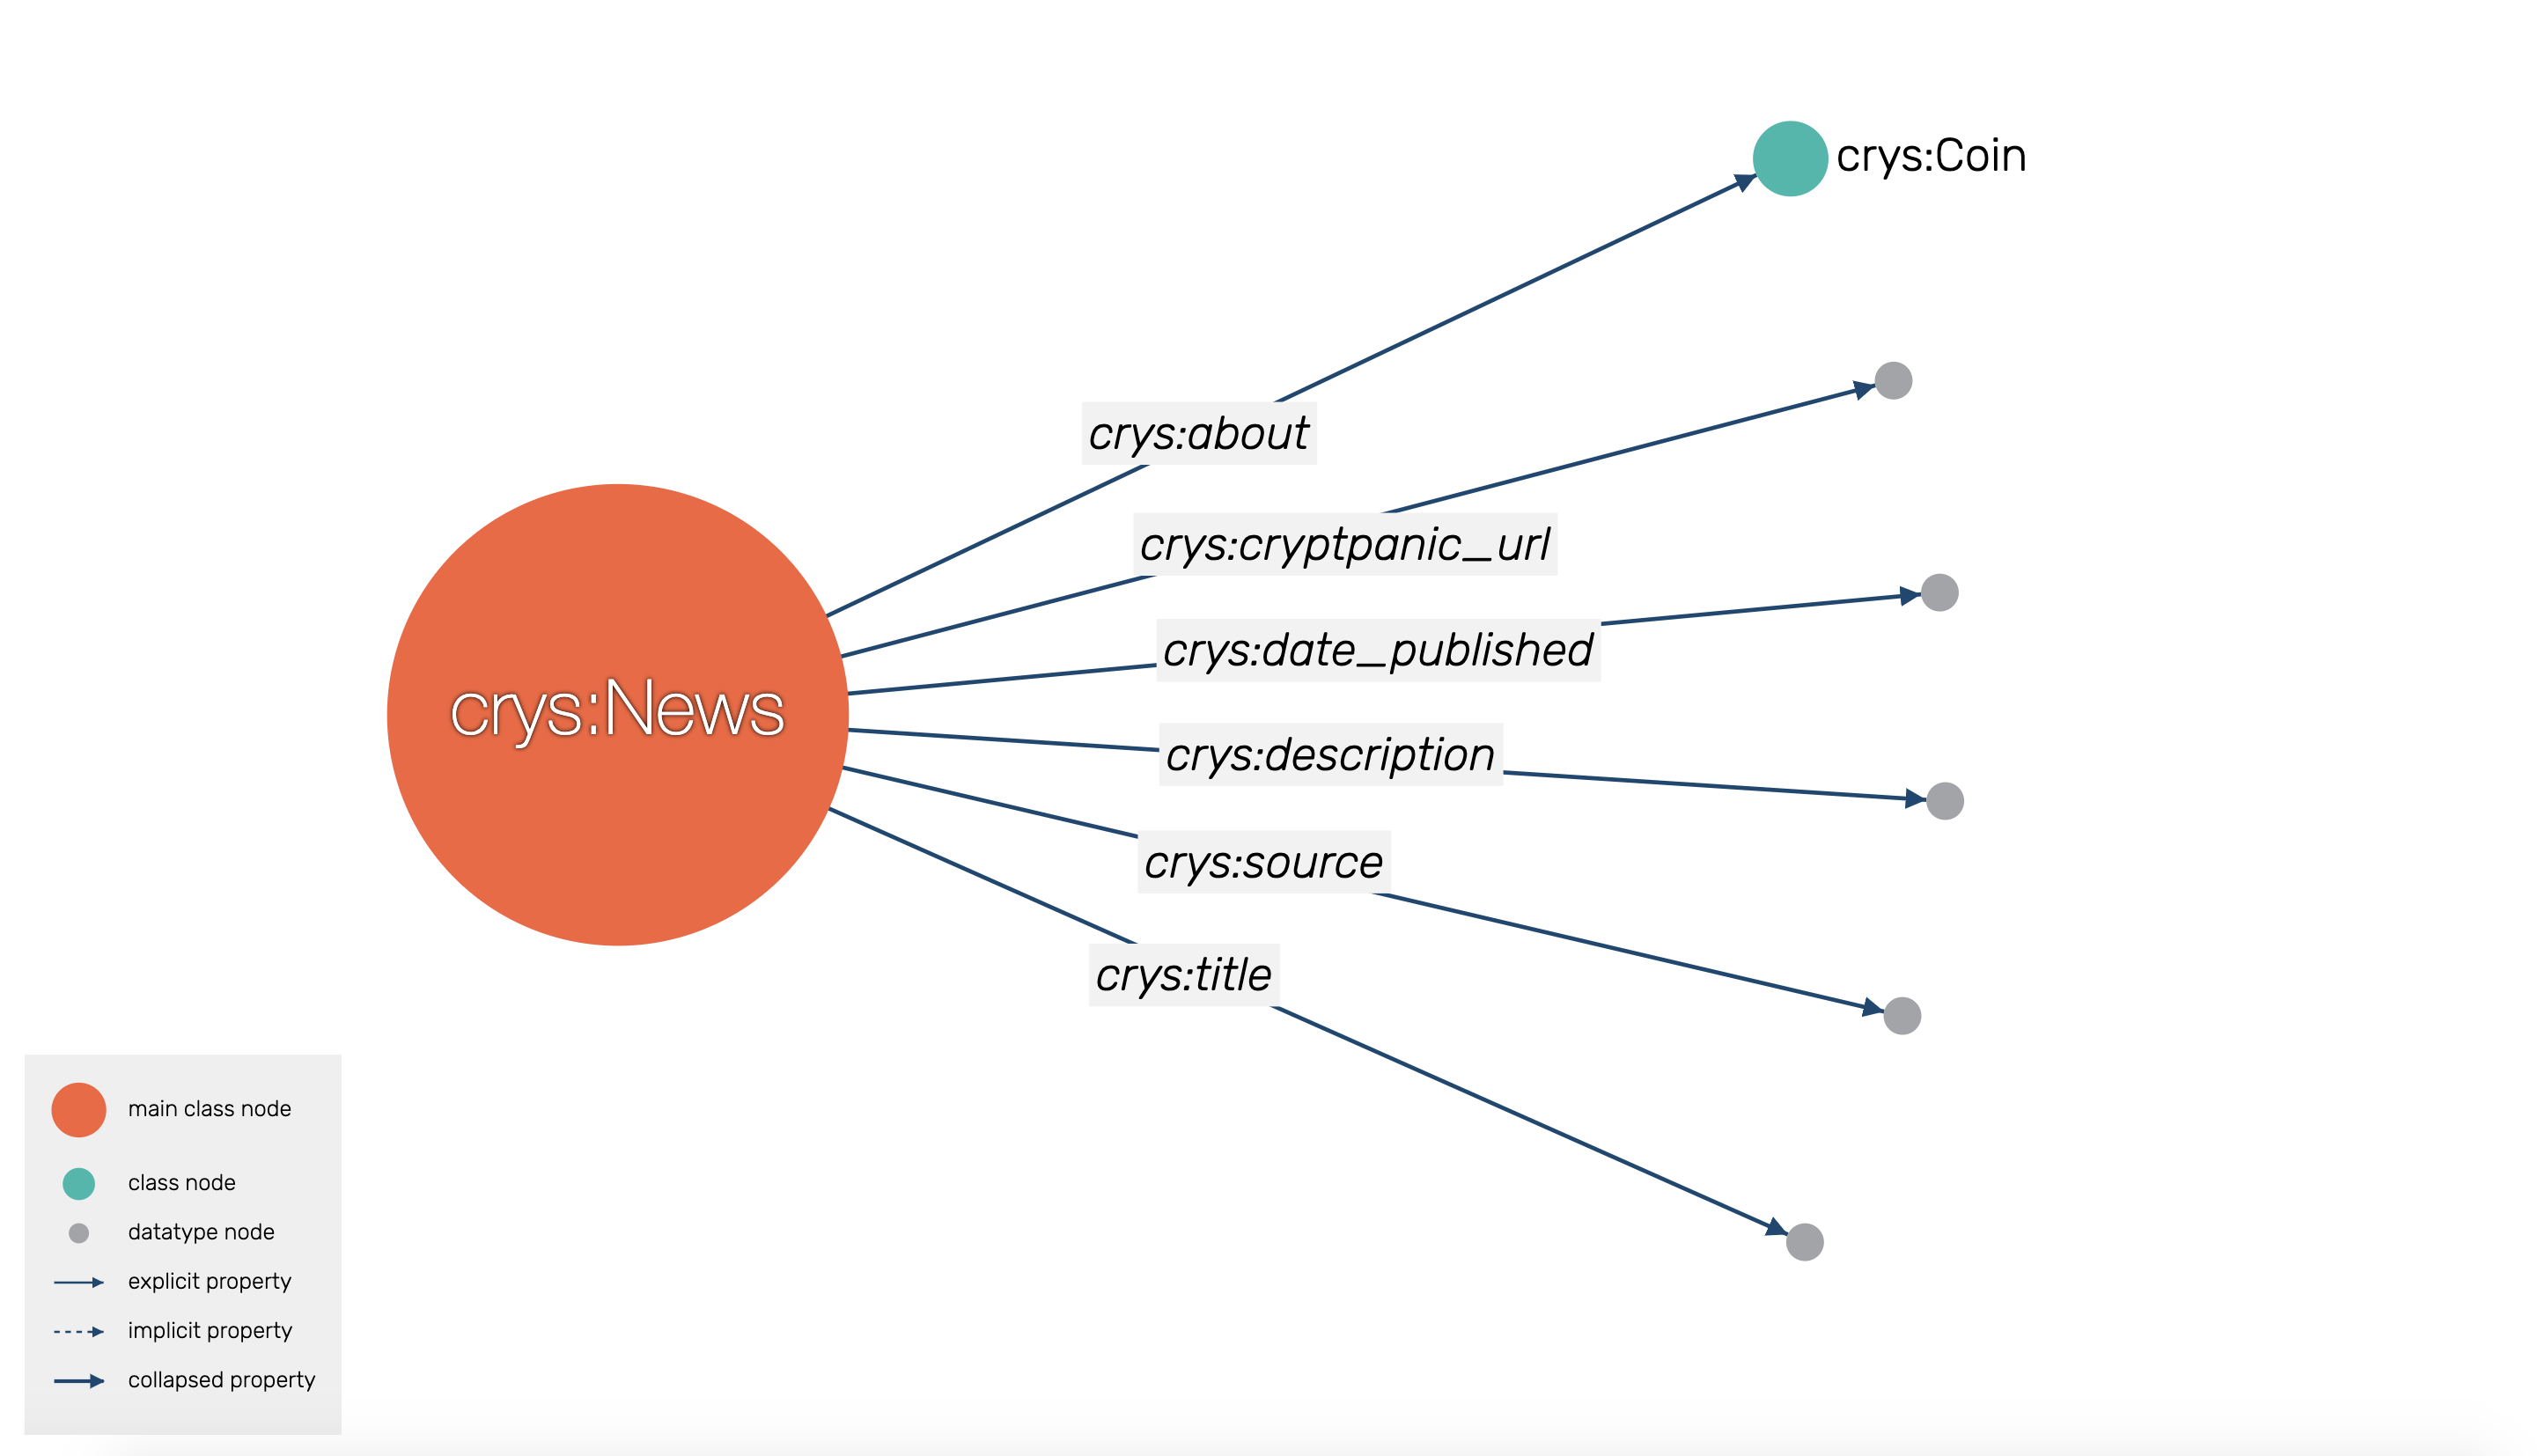 crys:Coin
crys:about
crys:cryptpanic_url
crys:date_published
crys:News
crys:description
crys:source
crys:title
main class node
class node
datatype node
explicit property
implicit property
collapsed property